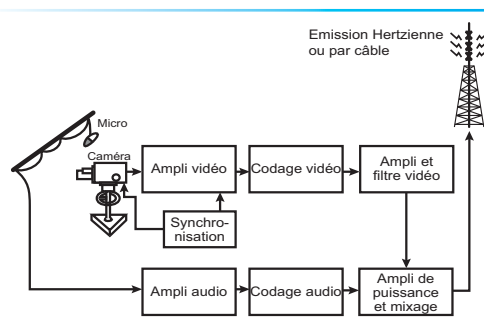 Emission Hertzienne
ou par câble
Micro
Caméra
Ampli vidéo
Codage vidéo
Ampli et
filtre vidéo
Synchro-
nisation
Ampli audio
Codage audio
Ampli de
puissance
et mixage